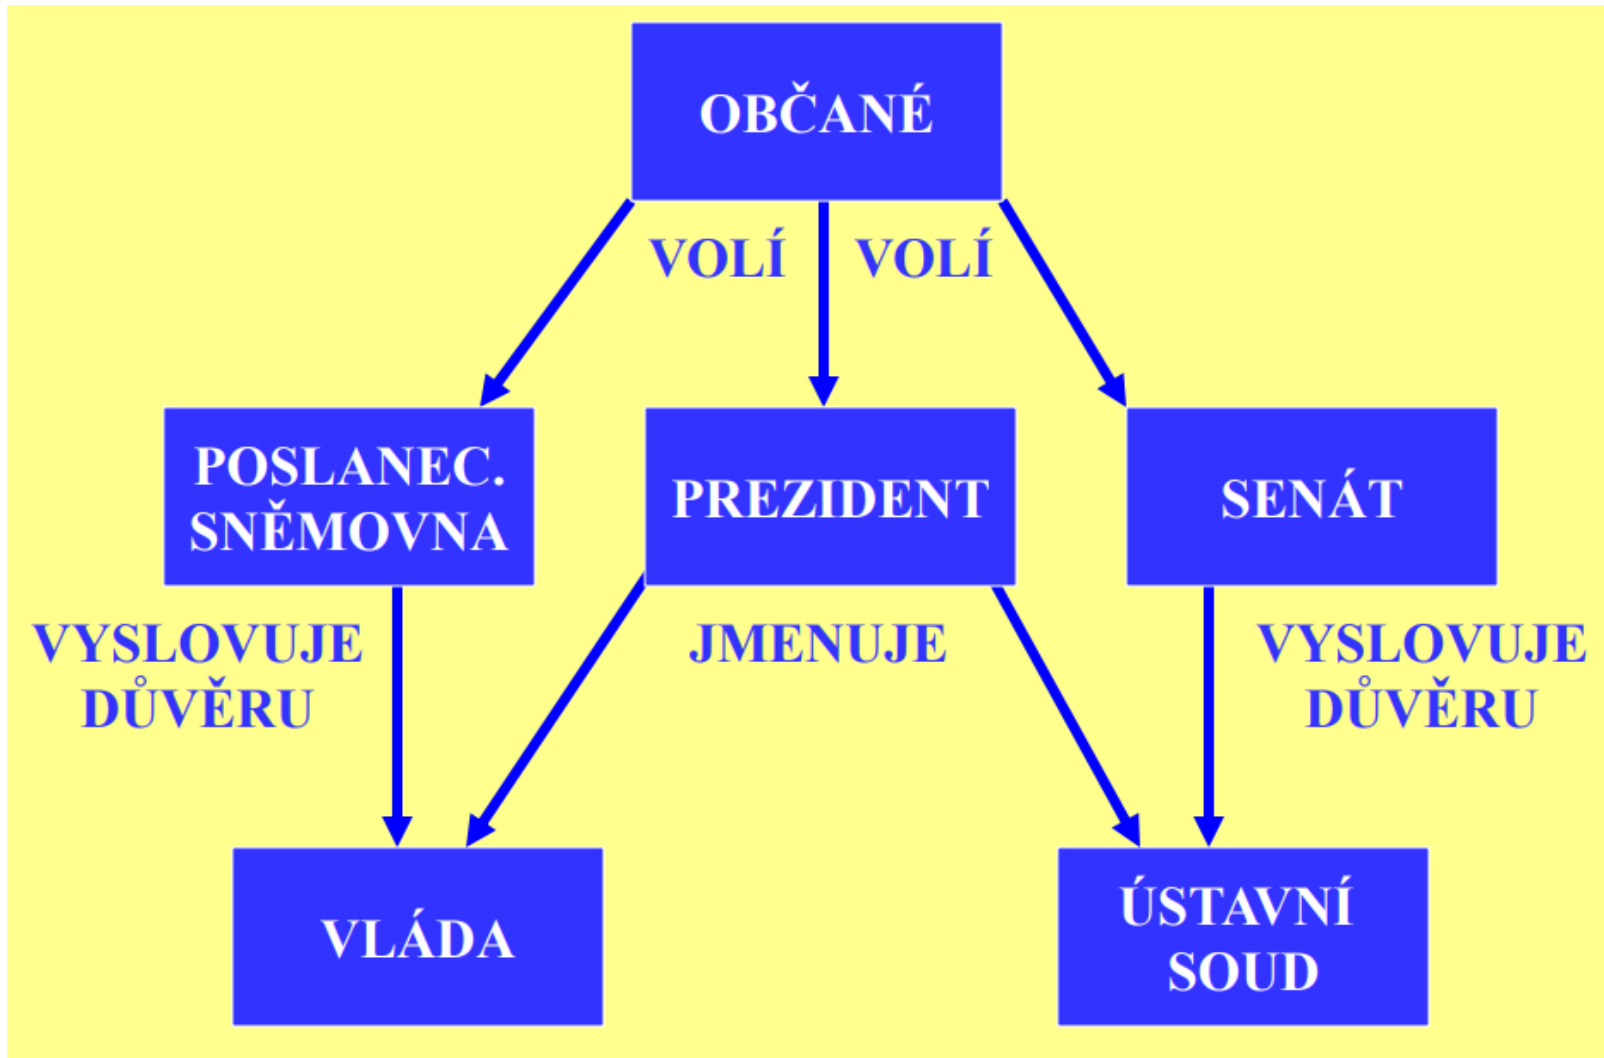 OBČANÉ
VOLÍ
VOLÍ
POSLANEC.
SNĚMOVNA
PREZIDENT
SENÁT
VYSLOVUJE
DŮVĚRU
JMENUJE
VYSLOVUJE
DŮVĚRU
VLÁDA
ÚSTAVNÍ
SOUD